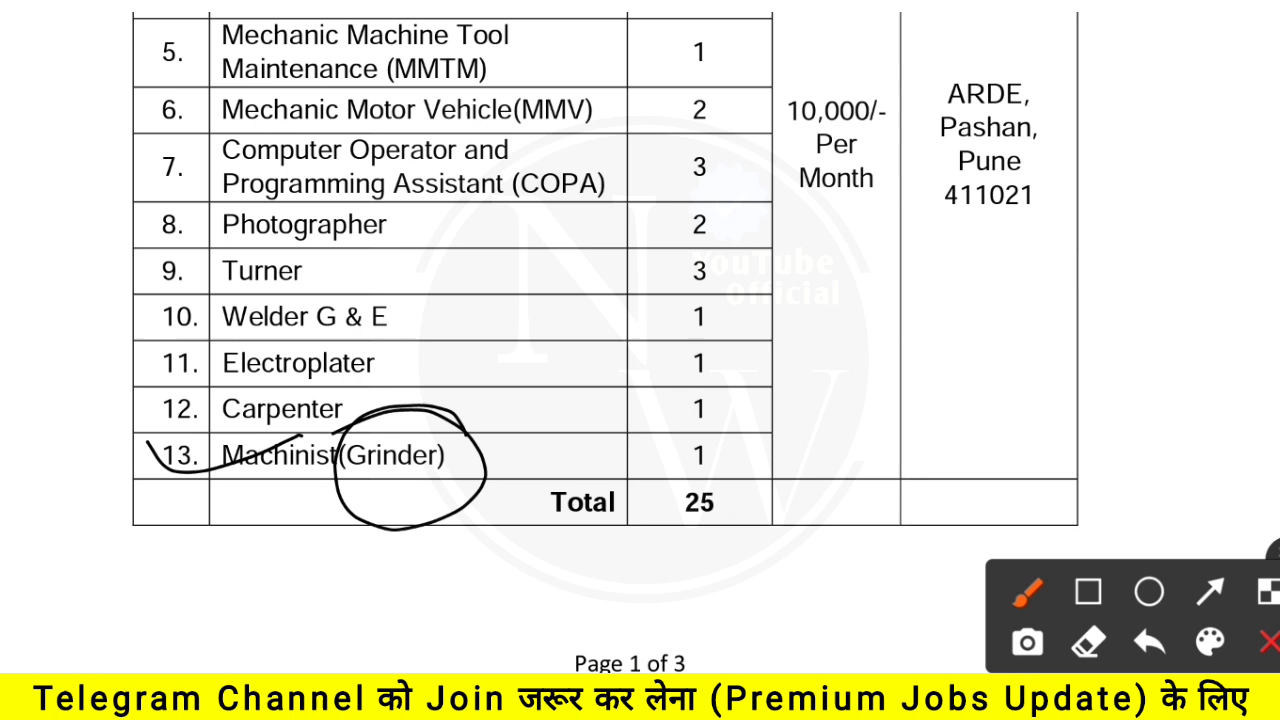 5. Mechanic Machine Tool Maintenance (MMTM) 1
6. Mechanic Motor Vehicle(MMV) 2
7. Computer Operator and Programming Assistant (COPA) 3
8. Photographer 2
9. Turner 3
10. Welder G & E 1
11. Electroplater 1
12. Carpenter 1
13. Machinist(Grinder) 1
Total 25
10,000/-
Per
Month
ARDE,
Pashan,
Pune
411021
NW
YouTube
Official
Page 1 of 3
Telegram Channel को Join जरूर कर लेना (Premium Jobs Update) के लिए